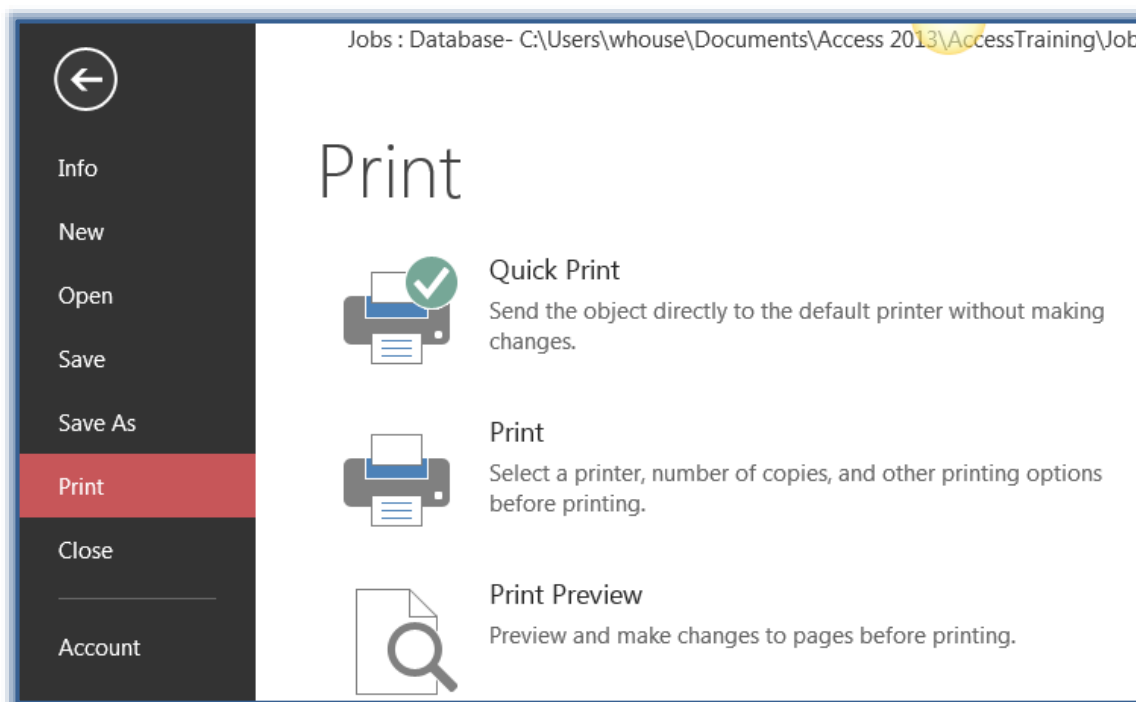 Jobs : Database- C:\Users\whouse\Documents\Access 2013\AccessTraining\Job
Info
New
Open
Save
Save As
Print
Close
Account
Print
Quick Print
Send the object directly to the default printer without making
changes.
Print
Select a printer, number of copies, and other printing options
before printing.
Print Preview
Preview and make changes to pages before printing.